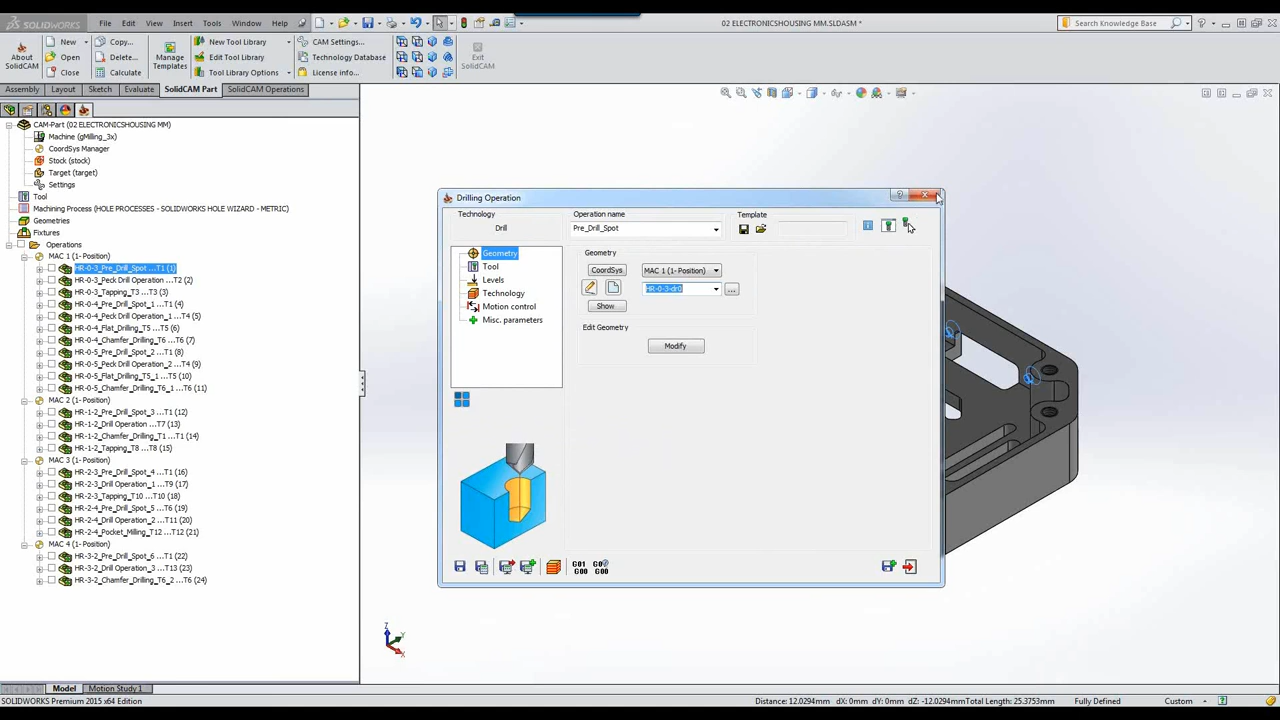 SOLIDWORKS
File Edit View Insert Tools Window Help
02 ELECTRONICSHOUSING MM.SLDASM *
Search Knowledge Base
About SolidCAM
New
Open
Close
Copy...
Delete...
Calculate
Manage Templates
New Tool Library
Edit Tool Library
Tool Library Options
CAM Settings...
Technology Database
License info...
Exit SolidCAM
Assembly Layout Sketch Evaluate SolidCAM Part SolidCAM Operations
CAM-Part (02 ELECTRONICSHOUSING MM)
Machine (gMilling_3x)
CoordSys Manager
Stock (stock)
Target (target)
Settings
Tool
Machining Process (HOLE PROCESSES - SOLIDWORKS HOLE WIZARD - METRIC)
Geometries
Fixtures
Operations
MAC 1 (1- Position)
HR-0-3_Pre_Drill_Spot ...T1 (1)
HR-0-3_Peck Drill Operation ...T2 (2)
HR-0-3_Tapping_T3 ...T3 (3)
HR-0-4_Pre_Drill_Spot_1 ...T1 (4)
HR-0-4_Peck Drill Operation_1 ...T4 (5)
HR-0-4_Flat_Drilling_T5 ...T5 (6)
HR-0-4_Chamfer_Drilling_T6 ...T6 (7)
HR-0-5_Pre_Drill_Spot_2 ...T1 (8)
HR-0-5_Peck Drill Operation_2 ...T4 (9)
HR-0-5_Flat_Drilling_T5_1 ...T5 (10)
HR-0-5_Chamfer_Drilling_T6_1 ...T6 (11)
MAC 2 (1- Position)
HR-1-2_Pre_Drill_Spot_3 ...T1 (12)
HR-1-2_Drill Operation ...T7 (13)
HR-1-2_Chamfer_Drilling_T1 ...T1 (14)
HR-1-2_Tapping_T8 ...T8 (15)
MAC 3 (1- Position)
HR-2-3_Pre_Drill_Spot_4 ...T1 (16)
HR-2-3_Drill Operation_1 ...T9 (17)
HR-2-3_Tapping_T10 ...T10 (18)
HR-2-4_Pre_Drill_Spot_5 ...T6 (19)
HR-2-4_Drill Operation_2 ...T11 (20)
HR-2-4_Pocket_Milling_T12 ...T12 (21)
MAC 4 (1- Position)
HR-3-2_Pre_Drill_Spot_6 ...T1 (22)
HR-3-2_Drill Operation_3 ...T13 (23)
HR-3-2_Chamfer_Drilling_T6_2 ...T6 (24)
Drilling Operation
Technology
Drill
Operation name
Pre_Drill_Spot
Template
Geometry
Tool
Levels
Technology
Motion control
Misc. parameters
Geometry
CoordSys
MAC 1 (1- Position)
HR-0-3-dr0
...
Show
Edit Geometry
Modify
G01 G00
Z
Y
X
Model Motion Study 1
SOLIDWORKS Premium 2015 x64 Edition
Distance: 12.0294mm dX: 0mm dY: 0mm dZ: -12.0294mm Total Length: 25.3753mm
Fully Defined
Custom